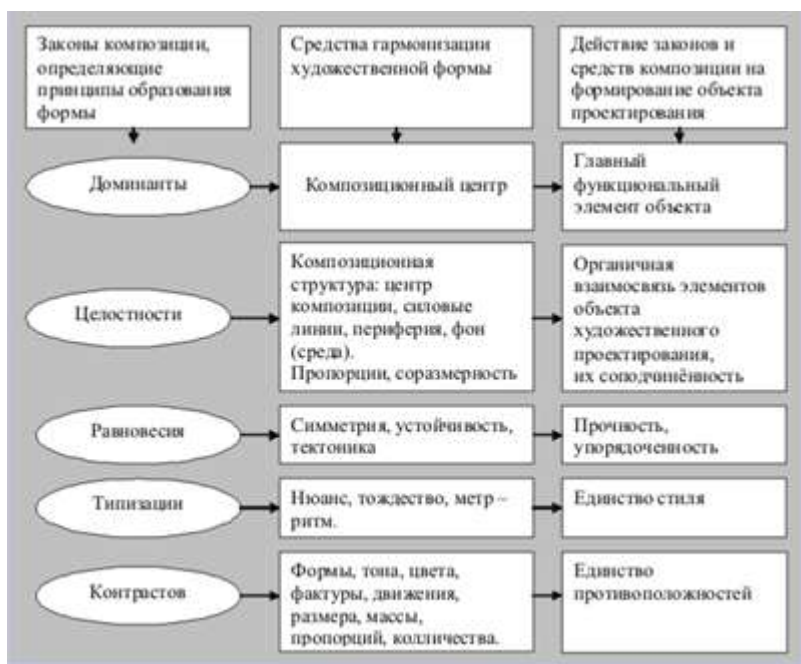 Законы композиции,
определяющие
принципы образования
формы
Средства гармонизации
художественной формы
Действие законов и
средств композиции на
формирование объекта
проектирования
Доминанты
Композиционный центр
Главный
функциональный
элемент объекта
Целостности
Композиционная
структура: центр
композиции, силовые
линии, периферия, фон
(среда).
Пропорции, соразмерность
Органичная
взаимосвязь элементов
объекта
художественного
проектирования,
их соподчинённость
Равновесия
Симметрия, устойчивость,
тектоника
Прочность,
упорядоченность
Типизации
Нюанс, тождество, метр –
ритм.
Единство стиля
Контрастов
Формы, тона, цвета,
фактуры, движения,
размера, массы,
пропорций, колличества.
Единство
противоположностей